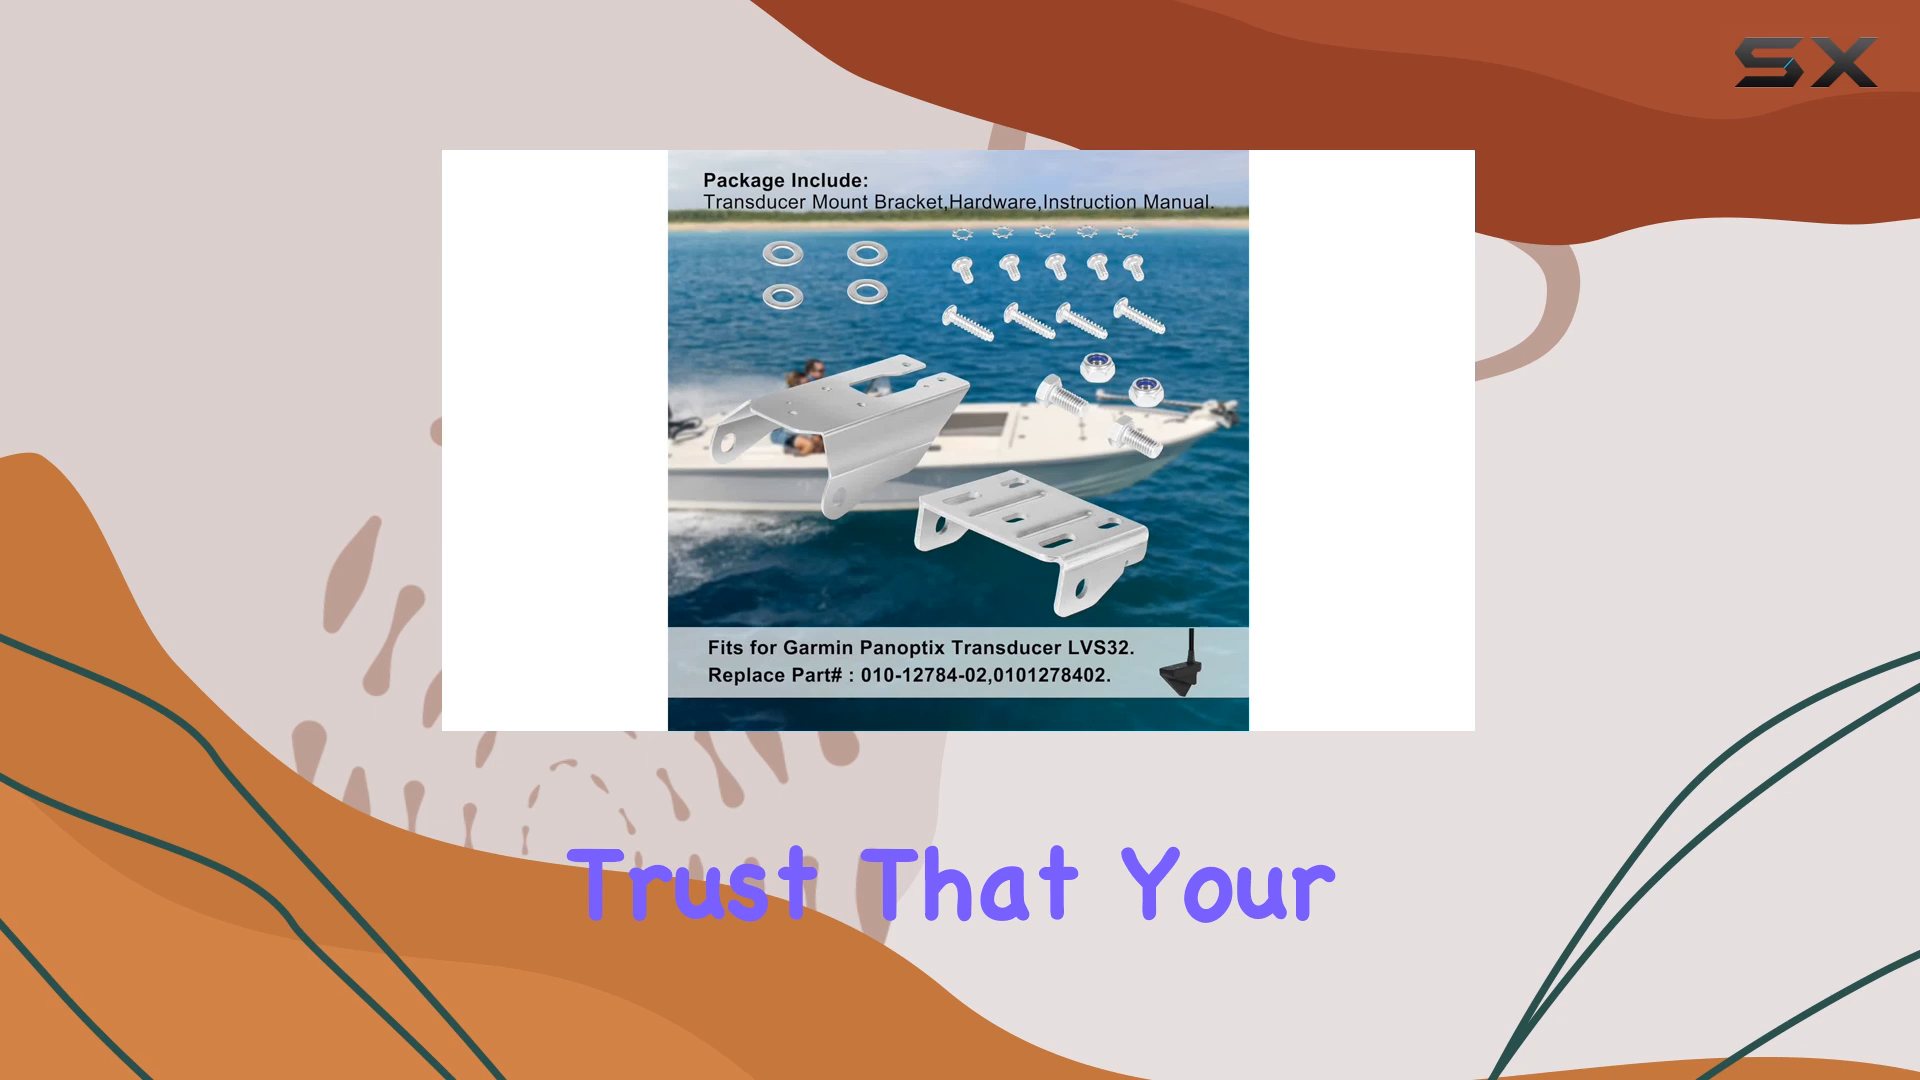 SX
Package Include:
Transducer Mount Bracket,Hardware,Instruction Manual.
Fits for Garmin Panoptix Transducer LVS32.
Replace Part# : 010-12784-02,0101278402.
Trust That Your